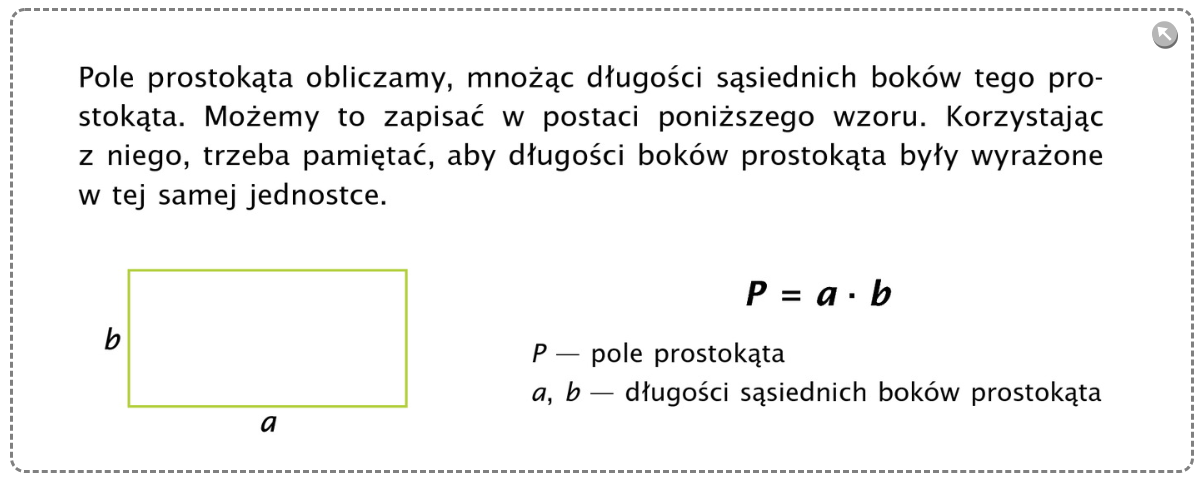 Pole prostokąta obliczamy, mnożąc długości sąsiednich boków tego pro-
stokąta. Możemy to zapisać w postaci poniższego wzoru. Korzystając
z niego, trzeba pamiętać, aby długości boków prostokąta były wyrażone
w tej samej jednostce.
P = a · b
b
P — pole prostokąta
a, b — długości sąsiednich boków prostokąta
a